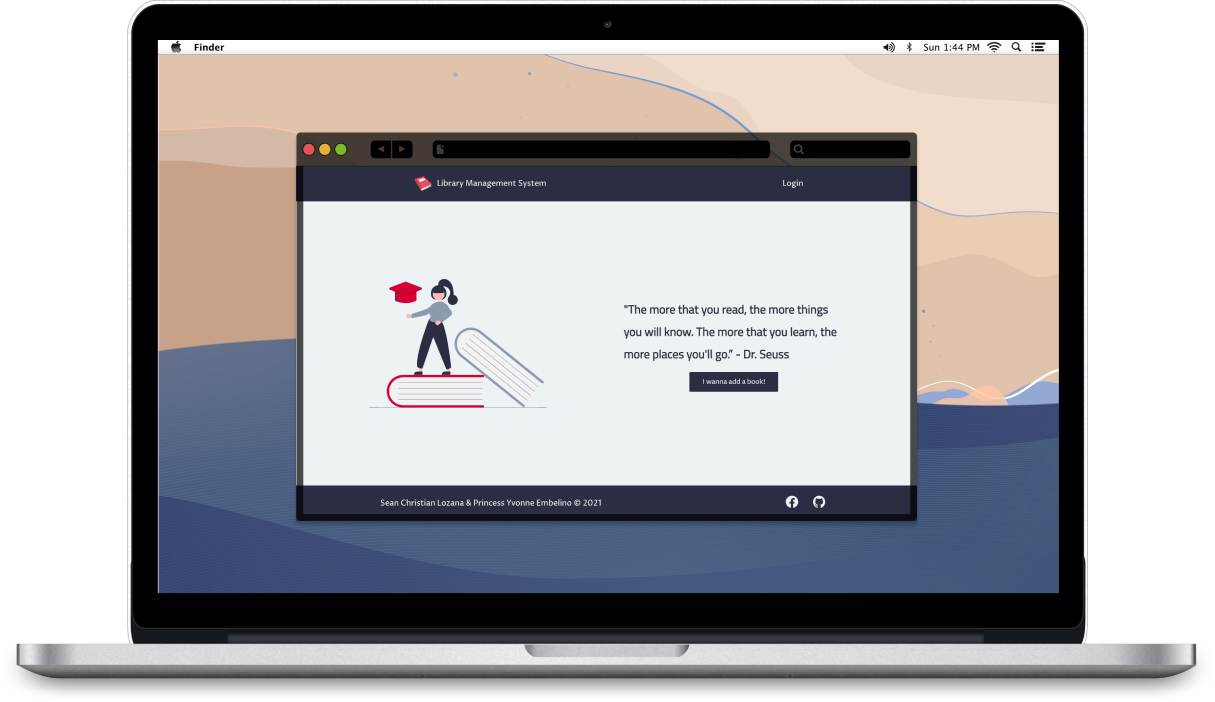 Finder
Sun 1:44 PM
Library Management System
Login
"The more that you read, the more things
you will know. The more that you learn, the
more places you'll go.” - Dr. Seuss
I wanna add a book!
Sean Christian Lozana & Princess Yvonne Embelino © 2021